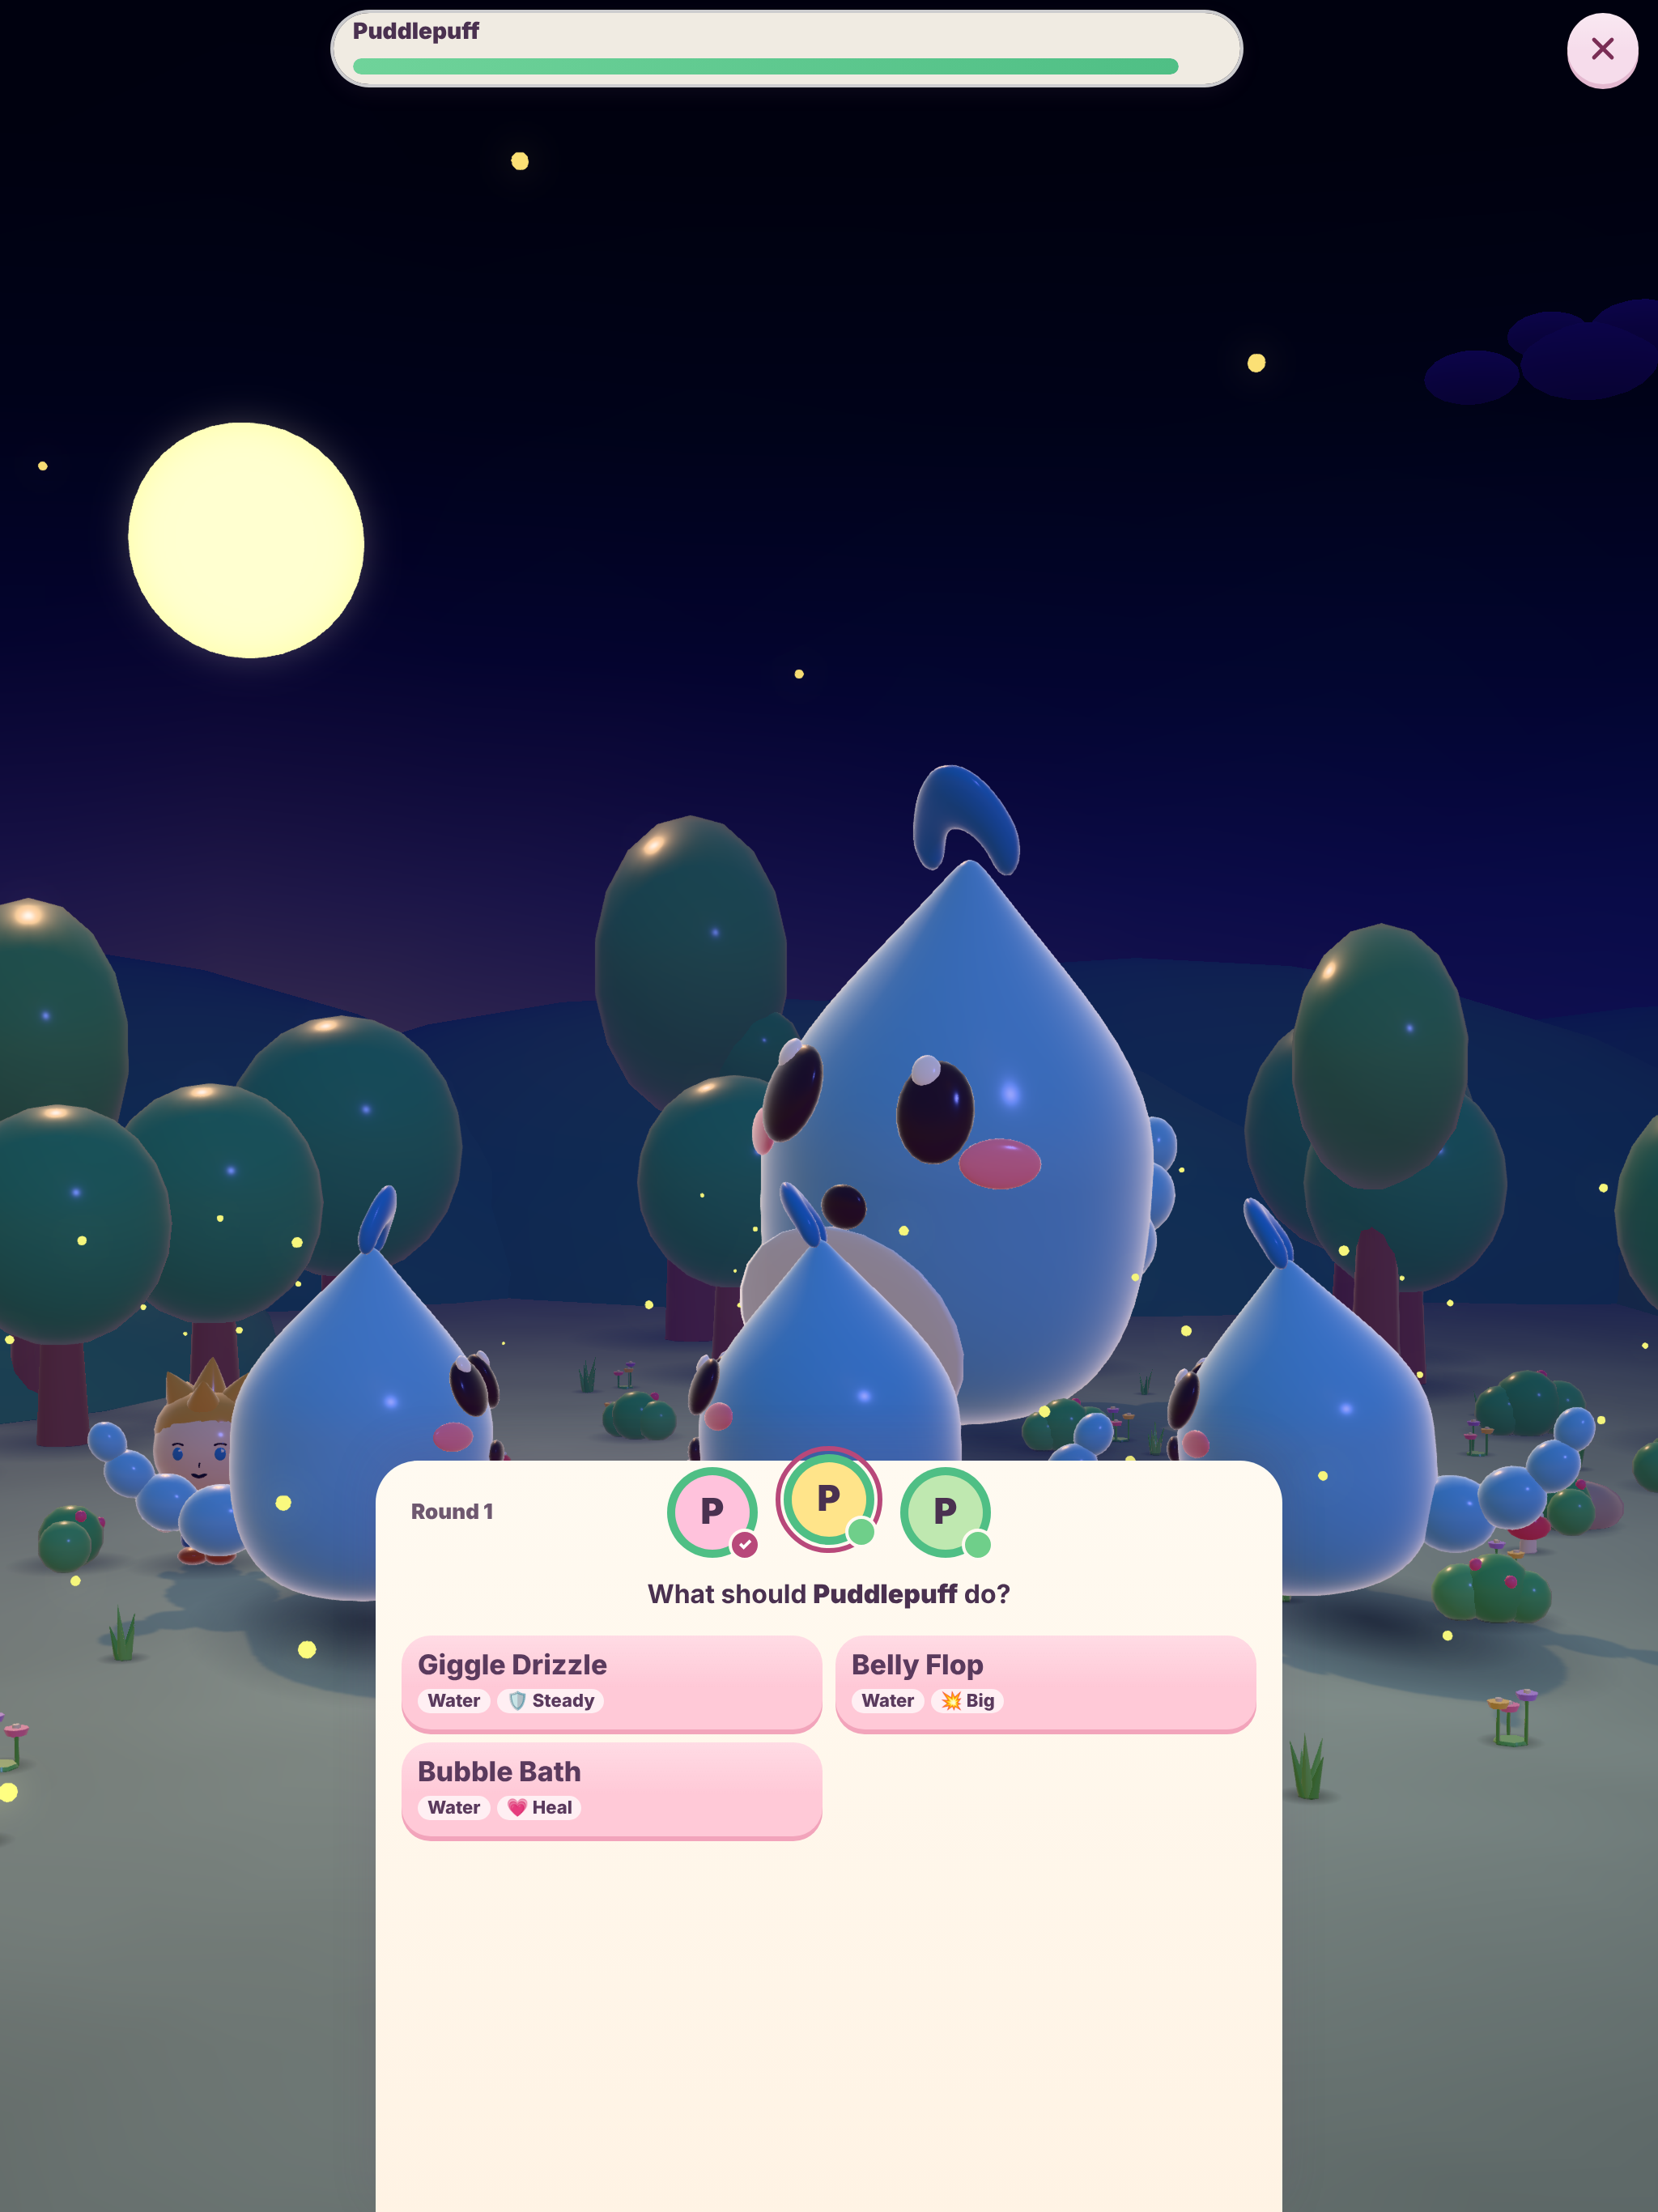 Puddlepuff
Round 1
P P P
What should Puddlepuff do?
Giggle Drizzle
Water 🛡️ Steady
Belly Flop
Water 💥 Big
Bubble Bath
Water 💗 Heal